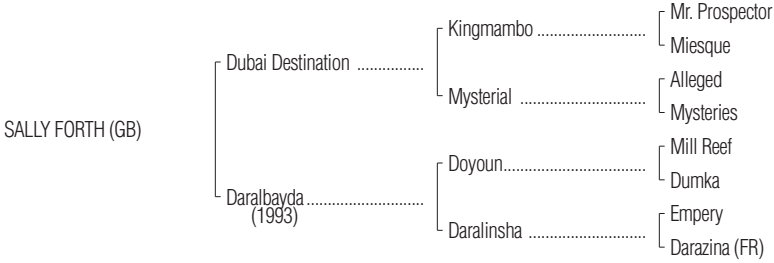 Mr. Prospector
Kingmambo ..........................
Miesque
Dubai Destination ................
Alleged
Mysterial ..............................
Mysteries
SALLY FORTH (GB)
Mill Reef
Doyoun..................................
Dumka
Daralbayda ............................
(1993)
Empery
Daralinsha ............................
Darazina (FR)